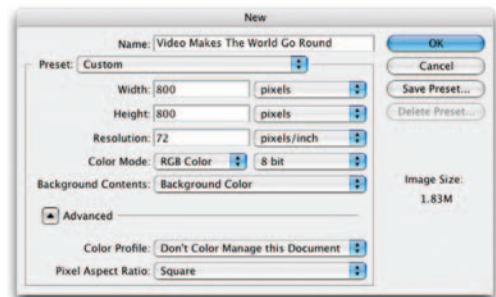 New
Name: Video Makes The World Go Round
OK
Preset: Custom
Cancel
Width: 800 pixels
Save Preset...
Height: 800 pixels
Delete Preset...
Resolution: 72 pixels/inch
Color Mode: RGB Color 8 bit
Background Contents: Background Color
Image Size:
1.83M
Advanced
Color Profile: Don't Color Manage this Document
Pixel Aspect Ratio: Square